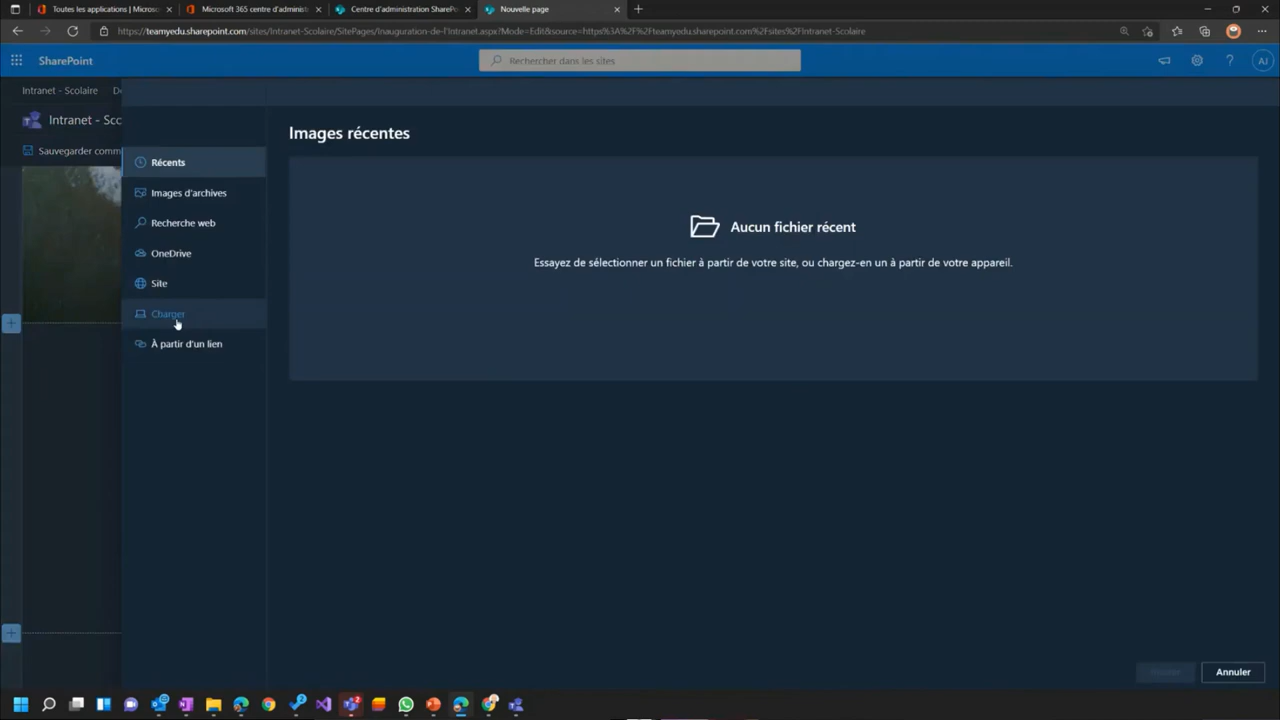 Toutes les applications | Micros
Microsoft 365 centre d'administ
Centre d'administration SharePo
Nouvelle page
https://teamyedu.sharepoint.com/sites/Intranet-Scolaire/SitePages/Inauguration-de-l'Intranet.aspx?Mode=Edit&source=https%3A%2F%2Fteamyedu.sharepoint.com%2Fsites%2FIntranet-Scolaire
SharePoint
Rechercher dans les sites
?
AJ
Intranet - Scolaire
Intranet - Sco
Sauvegarder comm
Récents
Images d'archives
Recherche web
OneDrive
Site
Charger
À partir d'un lien
Images récentes
Aucun fichier récent
Essayez de sélectionner un fichier à partir de votre site, ou chargez-en un à partir de votre appareil.
Annuler